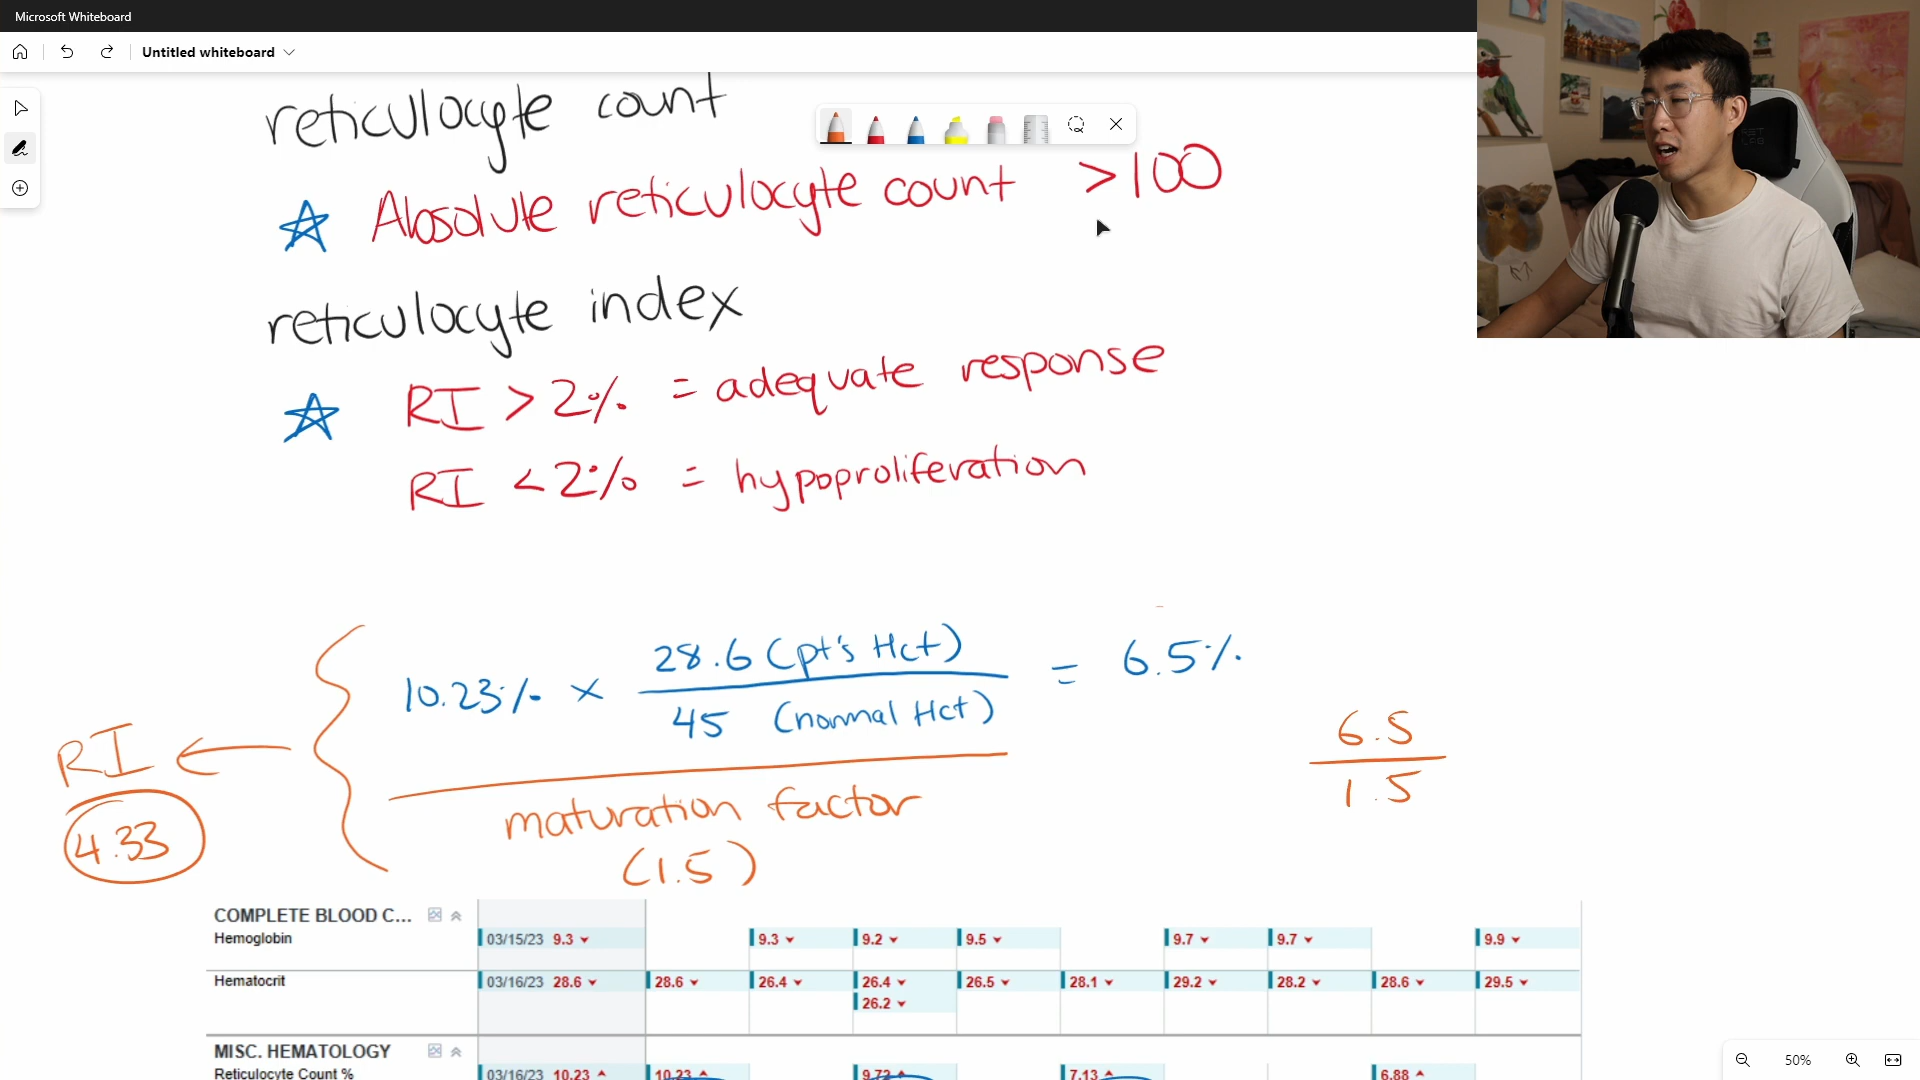 Microsoft Whiteboard
Untitled whiteboard
reticulocyte count
Absolute reticulocyte count >100
reticulocyte index
RI > 2% = adequate response
RI < 2% = hypoproliferation
10.23% × 28.6 (pt's Hct) = 6.5%
45 (normal Hct)
6.5
1.5
RI
4.33
maturation factor
(1.5)
COMPLETE BLOOD C...
Hemoglobin 03/15/23 9.3 9.3 9.2 9.5 9.7 9.7 9.9
Hematocrit 03/16/23 28.6 28.6 26.4 26.4 26.5 28.1 29.2 28.2 28.6 29.5
26.2
MISC. HEMATOLOGY
Reticulocyte Count % 03/16/23 10.23 10.23 9.72 7.13 6.88
50%